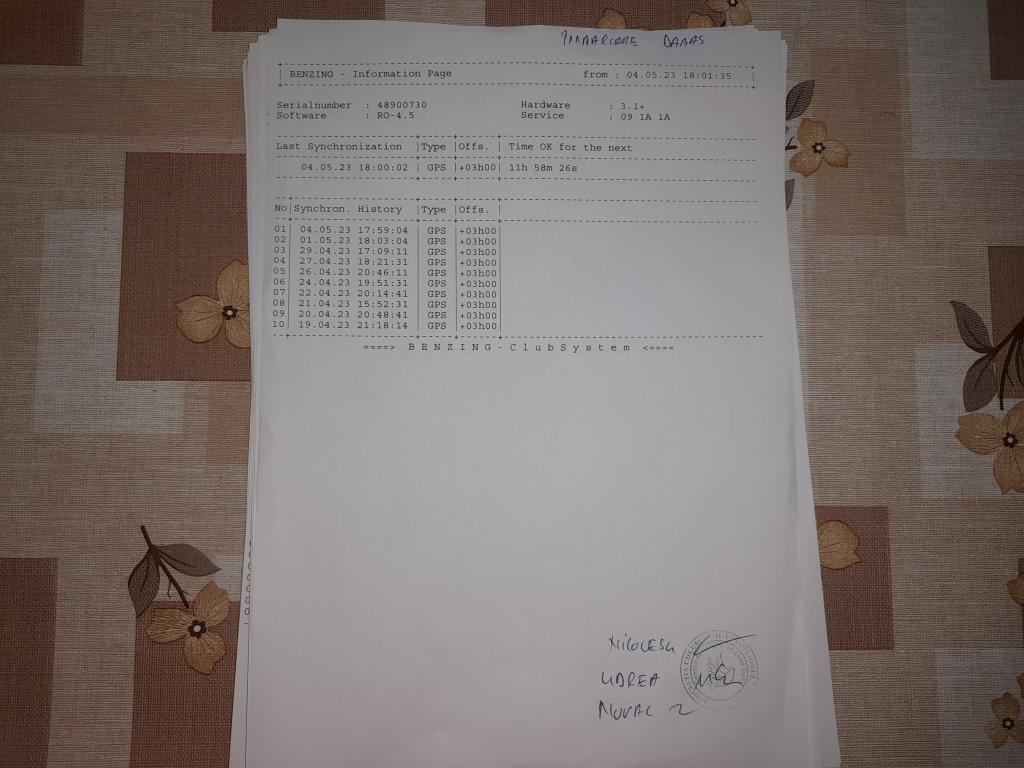 DAMAS
BENZING - Information Page from : 04.05.23 18:01:35
Serialnumber : 48900730 Hardware : 3.1+
Software : RO-4.5 Service : 09 1A 1A
Last Synchronization |Type |Offs. | Time OK for the next
04.05.23 18:00:02 | GPS |+03h00| 11h 58m 26s
No|Synchron. History |Type |Offs. |
01| 04.05.23 17:59:04 | GPS |+03h00|
02| 01.05.23 18:03:04 | GPS |+03h00|
03| 29.04.23 17:09:11 | GPS |+03h00|
04| 27.04.23 18:21:31 | GPS |+03h00|
05| 26.04.23 20:46:11 | GPS |+03h00|
06| 24.04.23 19:51:31 | GPS |+03h00|
07| 22.04.23 20:14:41 | GPS |+03h00|
08| 21.04.23 15:52:31 | GPS |+03h00|
09| 20.04.23 20:48:41 | GPS |+03h00|
10| 19.04.23 21:18:14 | GPS |+03h00|
====> B E N Z I N G - C l u b S y s t e m <====
UDREA
NOVAC